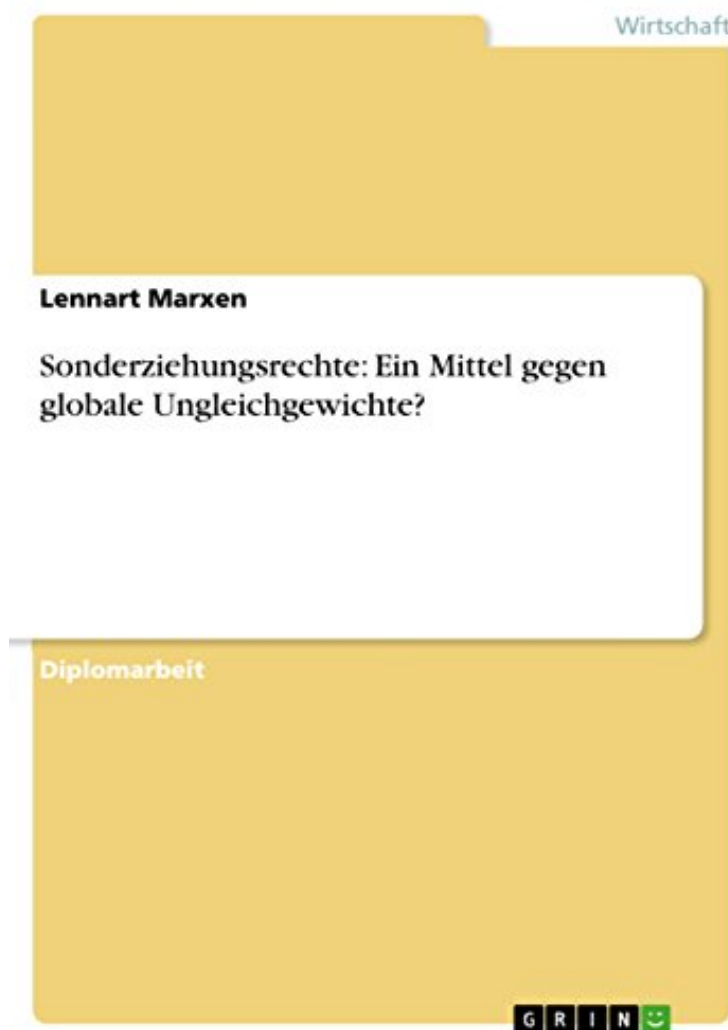 Wirtschaft
Lennart Marxen
Sonderziehungsrechte: Ein Mittel gegen
globale Ungleichgewichte?
Diplomarbeit
GRIN